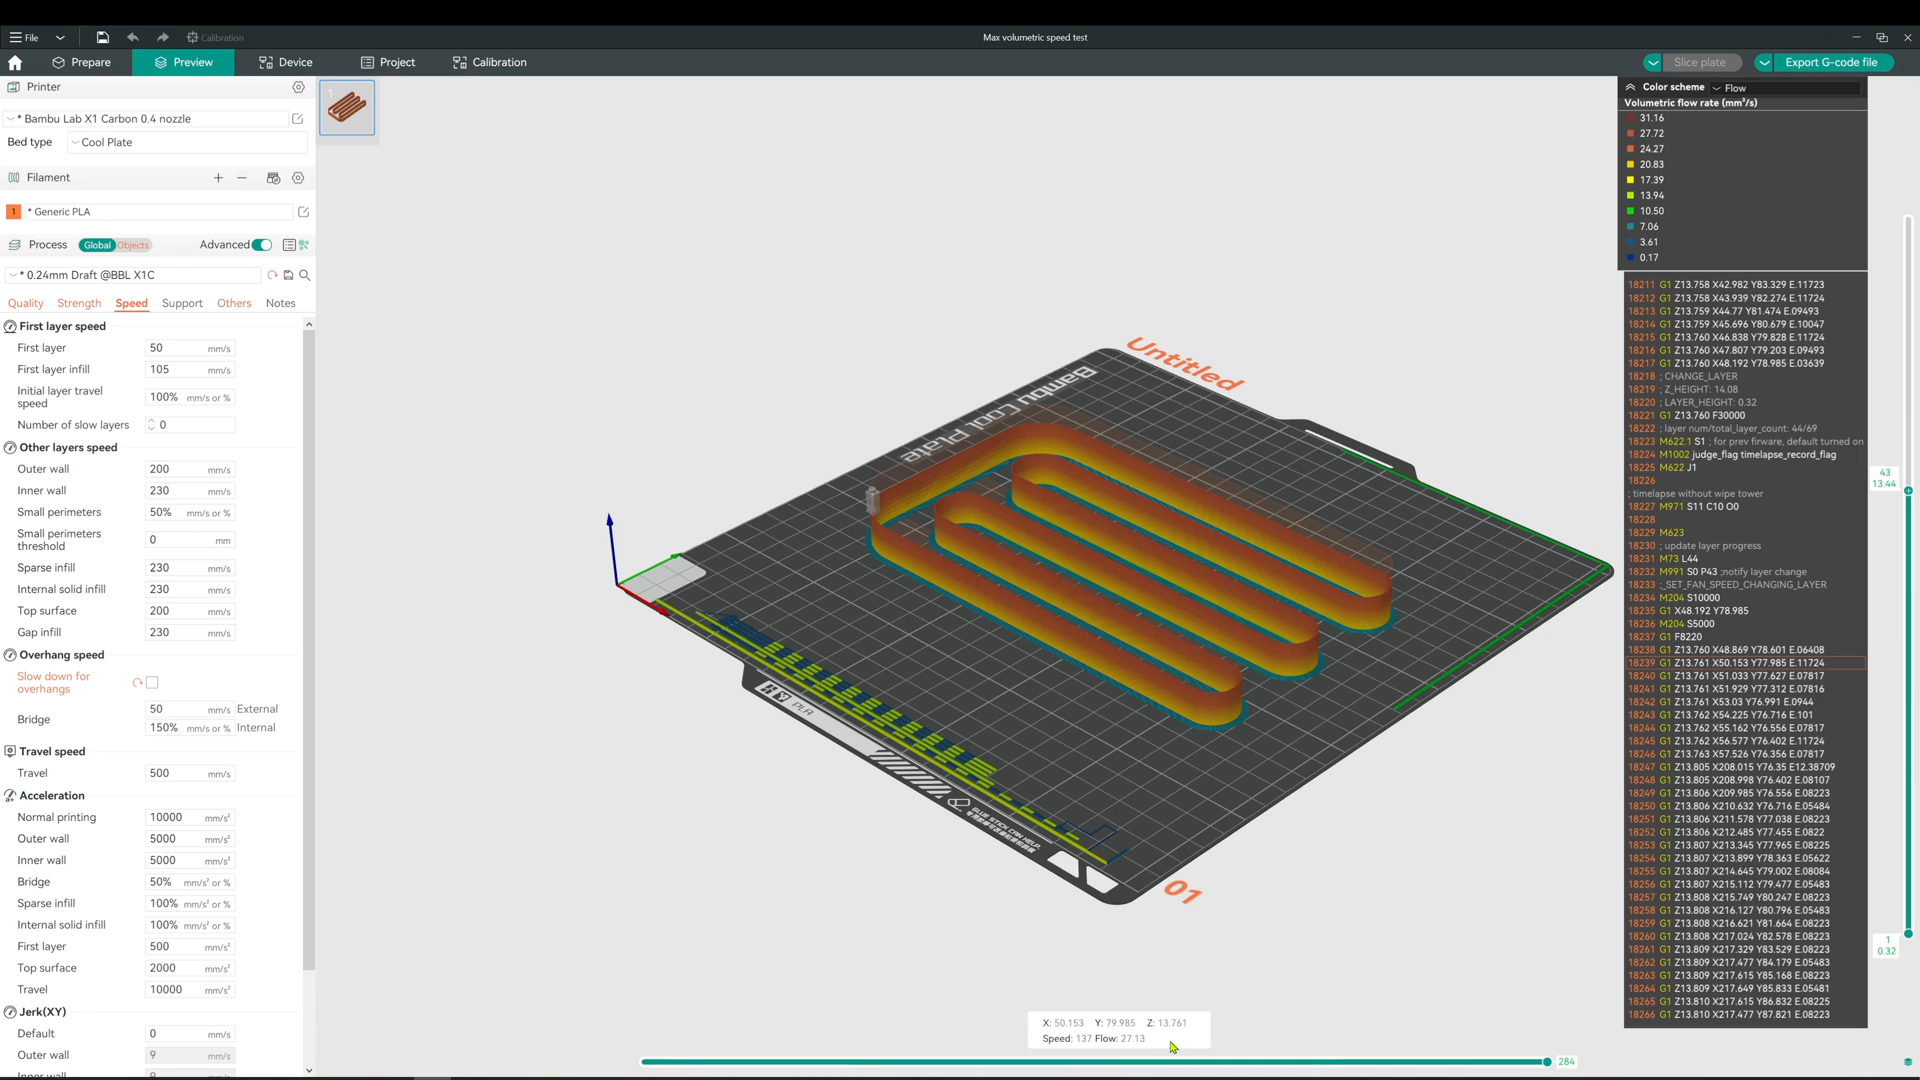 File
Calibration
Max volumetric speed test
Prepare
Preview
Device
Project
Calibration
Slice plate
Export G-code file
Printer
* Bambu Lab X1 Carbon 0.4 nozzle
Bed type
Cool Plate
Filament
1
* Generic PLA
Process
Global
Objects
Advanced
* 0.24mm Draft @BBL X1C
Quality
Strength
Speed
Support
Others
Notes
First layer speed
First layer 50 mm/s
First layer infill 105 mm/s
Initial layer travel
speed
100% mm/s or %
Number of slow layers 0
Other layers speed
Outer wall 200 mm/s
Inner wall 230 mm/s
Small perimeters 50% mm/s or %
Small perimeters
threshold
0 mm
Sparse infill 230 mm/s
Internal solid infill 230 mm/s
Top surface 200 mm/s
Gap infill 230 mm/s
Overhang speed
Slow down for
overhangs
Bridge
50 mm/s External
150% mm/s or % Internal
Travel speed
Travel 500 mm/s
Acceleration
Normal printing 10000 mm/s²
Outer wall 5000 mm/s²
Inner wall 5000 mm/s²
Bridge 50% mm/s² or %
Sparse infill 100% mm/s² or %
Internal solid infill 100% mm/s² or %
First layer 500 mm/s²
Top surface 2000 mm/s²
Travel 10000 mm/s²
Jerk(XY)
Default 0 mm/s
Outer wall 9 mm/s
1
Untitled
Bambu Cool Plate
PLA
GLUE STICK CAN HELP.
01
X: 50.153 Y: 79.985 Z: 13.761
Speed: 137 Flow: 27.13
284
Color scheme Flow
Volumetric flow rate (mm³/s)
31.16
27.72
24.27
20.83
17.39
13.94
10.50
7.06
3.61
0.17
18211 G1 Z13.758 X42.982 Y83.329 E.11723
18212 G1 Z13.758 X43.939 Y82.274 E.11724
18213 G1 Z13.759 X44.77 Y81.474 E.09493
18214 G1 Z13.759 X45.696 Y80.679 E.10047
18215 G1 Z13.760 X46.838 Y79.828 E.11724
18216 G1 Z13.760 X47.807 Y79.203 E.09493
18217 G1 Z13.760 X48.192 Y78.985 E.03639
18218 ; CHANGE_LAYER
18219 ; Z_HEIGHT: 14.08
18220 ; LAYER_HEIGHT: 0.32
18221 G1 Z13.760 F30000
18222 ; layer num/total_layer_count: 44/69
18223 M622.1 S1 ; for prev firware, default turned on
18224 M1002 judge_flag timelapse_record_flag
18225 M622 J1
18226
; timelapse without wipe tower
18227 M971 S11 C10 O0
18228
18229 M623
18230 ; update layer progress
18231 M73 L44
18232 M991 S0 P43 ;notify layer change
18233 ;_SET_FAN_SPEED_CHANGING_LAYER
18234 M204 S10000
18235 G1 X48.192 Y78.985
18236 M204 S5000
18237 G1 F8220
18238 G1 Z13.760 X48.869 Y78.601 E.06408
18239 G1 Z13.761 X50.153 Y77.985 E.11724
18240 G1 Z13.761 X51.033 Y77.627 E.07817
18241 G1 Z13.761 X51.929 Y77.312 E.07816
18242 G1 Z13.761 X53.03 Y76.991 E.0944
18243 G1 Z13.762 X54.225 Y76.716 E.101
18244 G1 Z13.762 X55.162 Y76.556 E.07817
18245 G1 Z13.762 X56.577 Y76.402 E.11724
18246 G1 Z13.763 X57.526 Y76.356 E.07817
18247 G1 Z13.805 X208.015 Y76.35 E12.38709
18248 G1 Z13.805 X208.998 Y76.402 E.08107
18249 G1 Z13.806 X209.985 Y76.556 E.08223
18250 G1 Z13.806 X210.632 Y76.716 E.05484
18251 G1 Z13.806 X211.578 Y77.038 E.08223
18252 G1 Z13.806 X212.485 Y77.455 E.0822
18253 G1 Z13.807 X213.345 Y77.965 E.08225
18254 G1 Z13.807 X213.899 Y78.363 E.05622
18255 G1 Z13.807 X214.645 Y79.002 E.08084
18256 G1 Z13.807 X215.112 Y79.477 E.05483
18257 G1 Z13.808 X215.749 Y80.247 E.08223
18258 G1 Z13.808 X216.127 Y80.796 E.05483
18259 G1 Z13.808 X216.621 Y81.664 E.08223
18260 G1 Z13.808 X217.024 Y82.578 E.08223
18261 G1 Z13.809 X217.329 Y83.529 E.08223
18262 G1 Z13.809 X217.477 Y84.179 E.05483
18263 G1 Z13.809 X217.615 Y85.168 E.08223
18264 G1 Z13.809 X217.649 Y85.833 E.05481
18265 G1 Z13.810 X217.615 Y86.832 E.08225
18266 G1 Z13.810 X217.477 Y87.821 E.08223
43
13.44
1
0.32